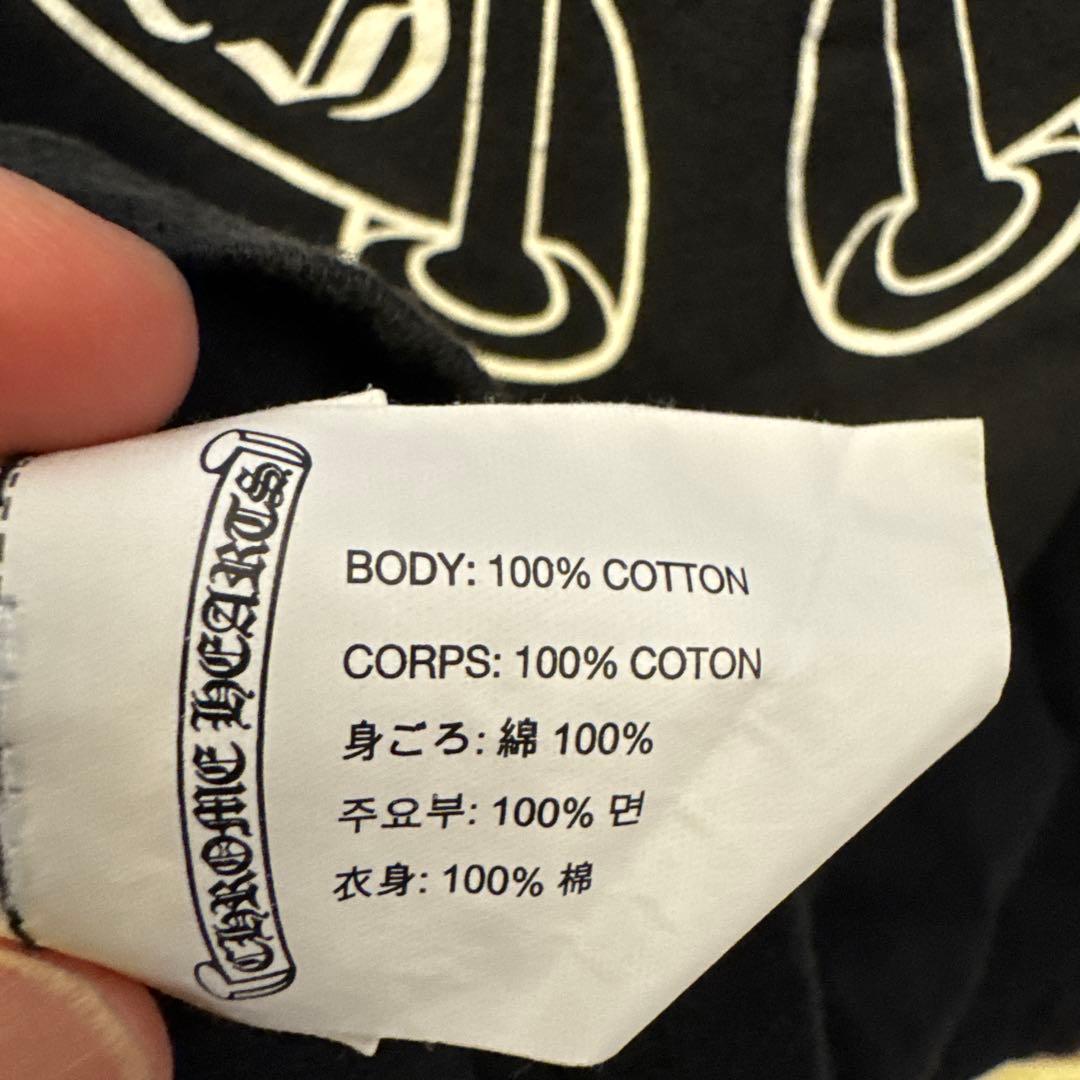 CHROME HEARTS
BODY: 100% COTTON
CORPS: 100% COTON
身ごろ: 綿 100%
주요부: 100% 면
衣身: 100% 棉